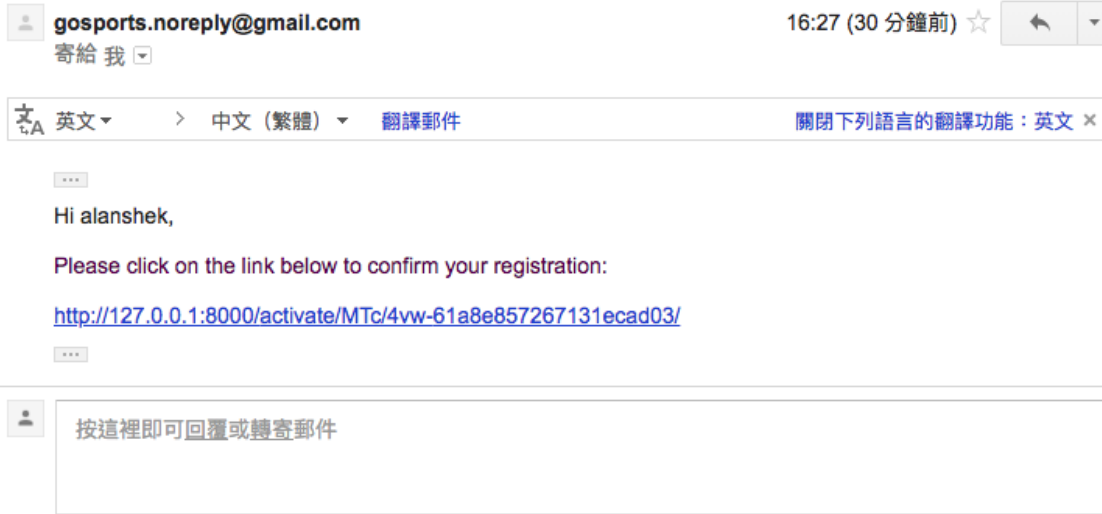 gosports.noreply@gmail.com 16:27 (30 分鐘前)
寄給 我
英文 > 中文（繁體） 翻譯郵件 關閉下列語言的翻譯功能：英文 ×
Hi alanshek,
Please click on the link below to confirm your registration:
http://127.0.0.1:8000/activate/MTc/4vw-61a8e857267131ecad03/
按這裡即可回覆或轉寄郵件